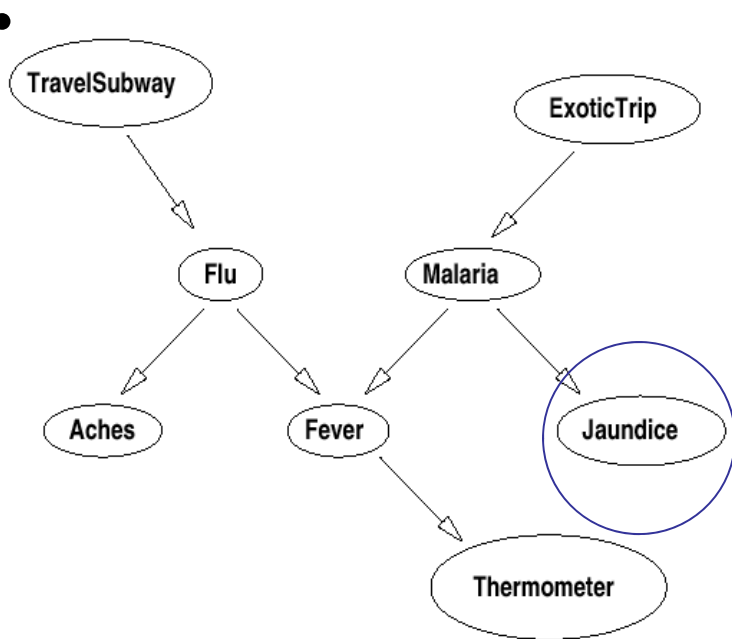 TravelSubway
ExoticTrip
Flu
Malaria
Aches
Fever
Jaundice
Thermometer